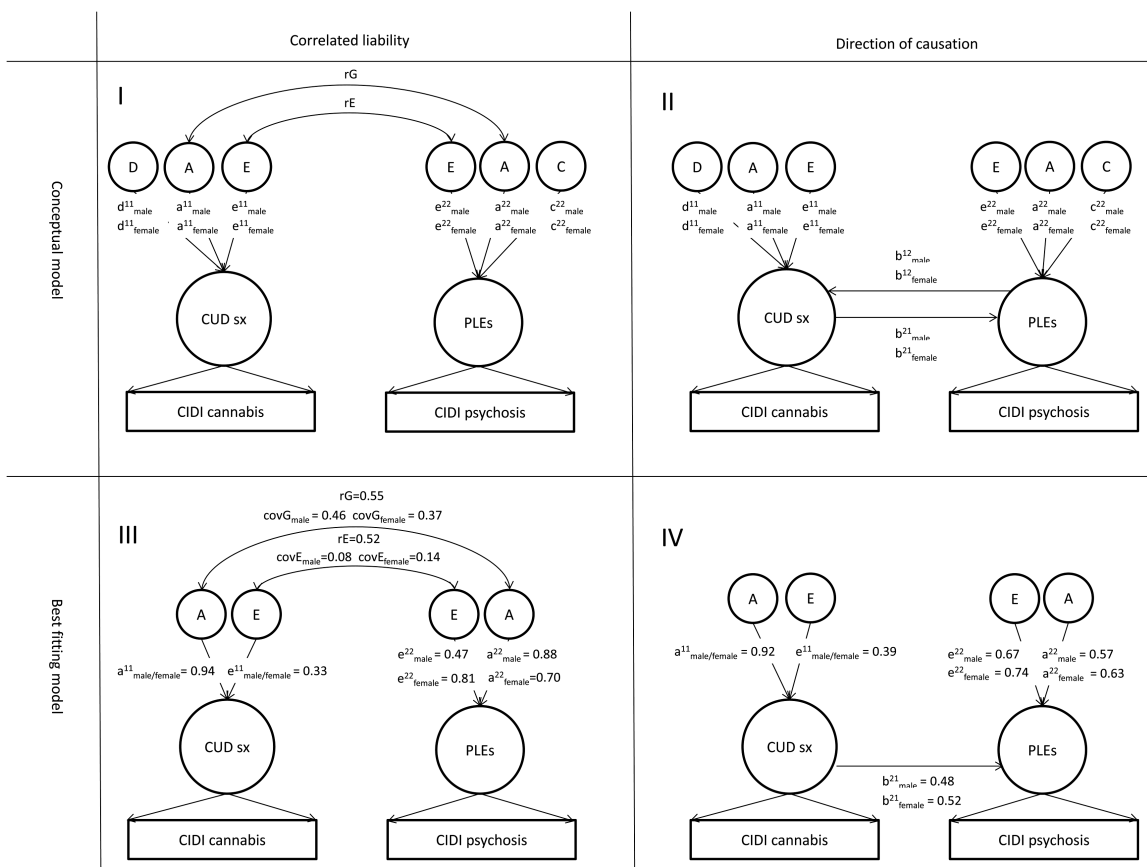 Correlated liability
Direction of causation
Conceptual model
I
rG
rE
D A E
E A C
d11male a11male e11male
d11female a11female e11female
e22male a22male c22male
e22female a22female c22female
CUD sx
PLEs
CIDI cannabis
CIDI psychosis
II
D A E
E A C
d11male a11male e11male
d11female a11female e11female
e22male a22male c22male
e22female a22female c22female
b12male
b12female
CUD sx
PLEs
b21male
b21female
CIDI cannabis
CIDI psychosis
Best fitting model
III
rG=0.55
covGmale = 0.46 covGfemale = 0.37
rE=0.52
covEmale=0.08 covEfemale=0.14
A E
E A
a11male/female= 0.94 e11male/female= 0.33
e22male = 0.47 a22male = 0.88
e22female = 0.81 a22female=0.70
CUD sx
PLEs
CIDI cannabis
CIDI psychosis
IV
A E
E A
a11male/female= 0.92 e11male/female= 0.39
e22male = 0.67 a22male = 0.57
e22female = 0.74 a22female = 0.63
CUD sx
PLEs
b21male = 0.48
b21female = 0.52
CIDI cannabis
CIDI psychosis